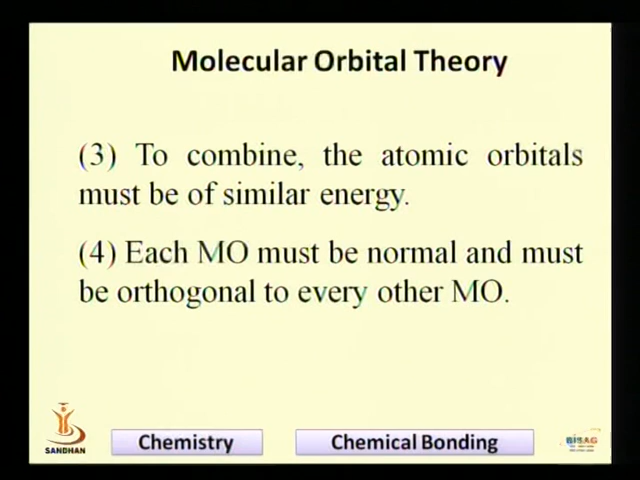 Molecular Orbital Theory
(3) To combine, the atomic orbitals
must be of similar energy.
(4) Each MO must be normal and must
be orthogonal to every other MO.
SANDHAN
Chemistry
Chemical Bonding
BISAG